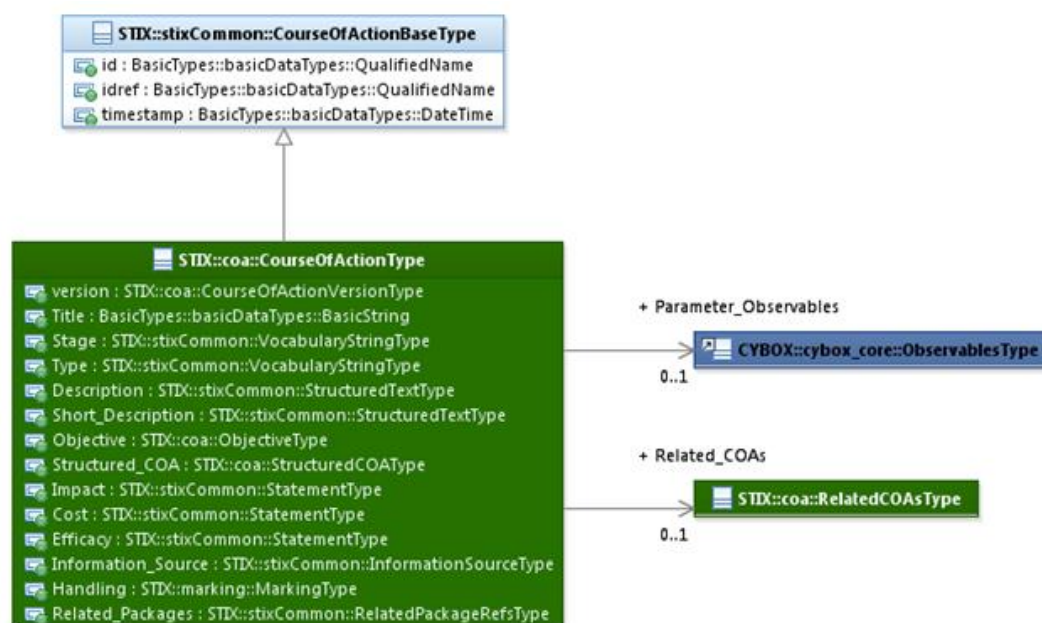 STIX::stixCommon::CourseOfActionBaseType
id : BasicTypes::basicDataTypes::QualifiedName
idref : BasicTypes::basicDataTypes::QualifiedName
timestamp : BasicTypes::basicDataTypes::DateTime
STIX::coa::CourseOfActionType
version : STIX::coa::CourseOfActionVersionType
Title : BasicTypes::basicDataTypes::BasicString
Stage : STIX::stixCommon::VocabularyStringType
Type : STIX::stixCommon::VocabularyStringType
Description : STIX::stixCommon::StructuredTextType
Short_Description : STIX::stixCommon::StructuredTextType
Objective : STIX::coa::ObjectiveType
Structured_COA : STIX::coa::StructuredCOAType
Impact : STIX::stixCommon::StatementType
Cost : STIX::stixCommon::StatementType
Efficacy : STIX::stixCommon::StatementType
Information_Source : STIX::stixCommon::InformationSourceType
Handling : STIX::marking::MarkingType
Related_Packages : STIX::stixCommon::RelatedPackageRefsType
+ Parameter_Observables
CYBOX::cybox_core::ObservablesType
0..1
+ Related_COAs
STIX::coa::RelatedCOAsType
0..1